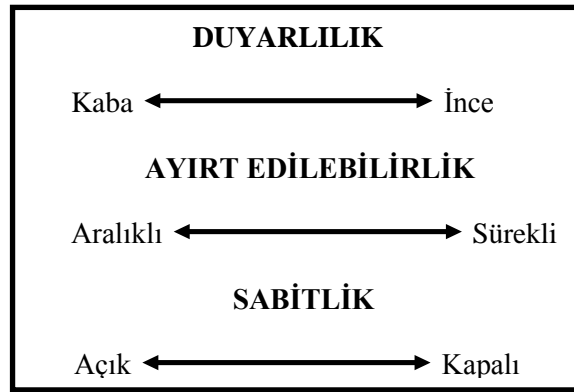 DUYARLILIK
Kaba İnce
AYIRT EDİLEBİLİRLİK
Aralıklı Sürekli
SABİTLİK
Açık Kapalı